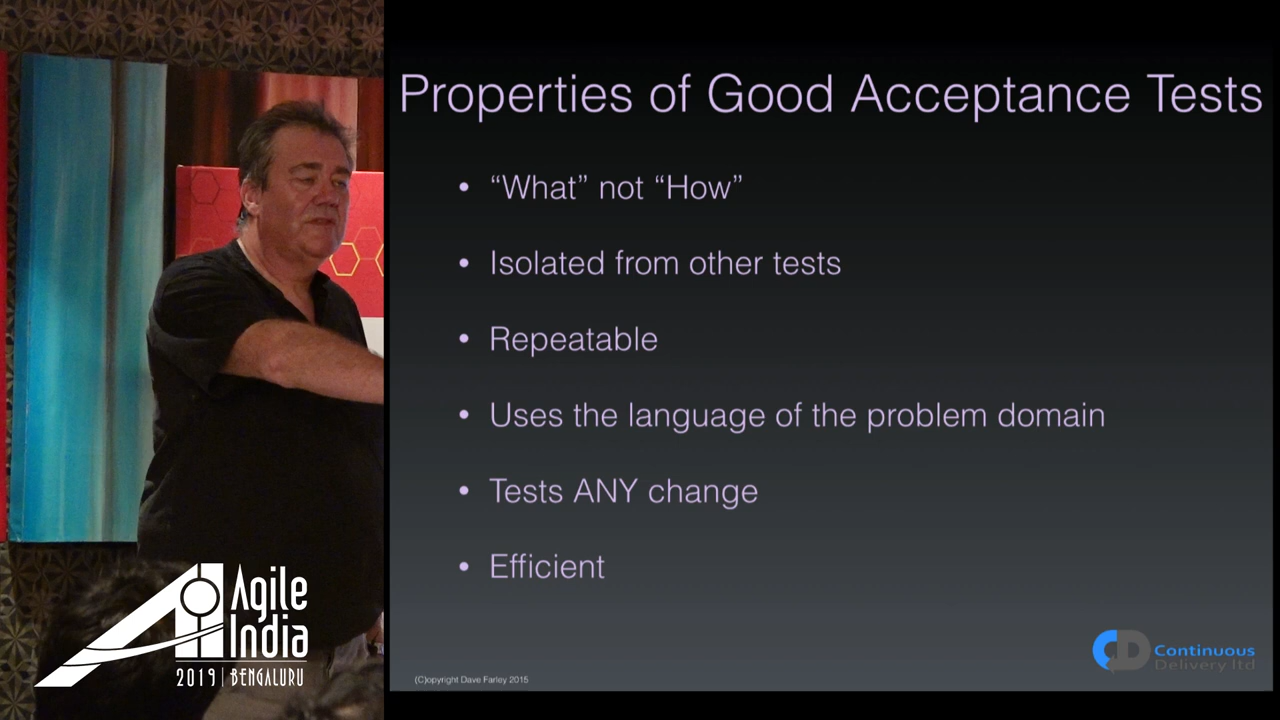 Properties of Good Acceptance Tests
• “What” not “How”
• Isolated from other tests
• Repeatable
• Uses the language of the problem domain
• Tests ANY change
• Efficient
Agile
India
2019 | BENGALURU
(C)opyright Dave Farley 2015
CD
Continuous
Delivery ltd